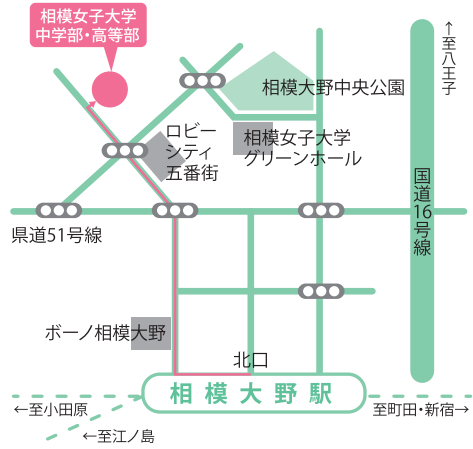 相模女子大学
中学部・高等部
↑至八王子
相模大野中央公園
ロビー
シティ
五番街
相模女子大学
グリーンホール
国道16号線
県道51号線
ボーノ相模大野
北口
相模大野駅
←至小田原
至町田・新宿→
←至江ノ島